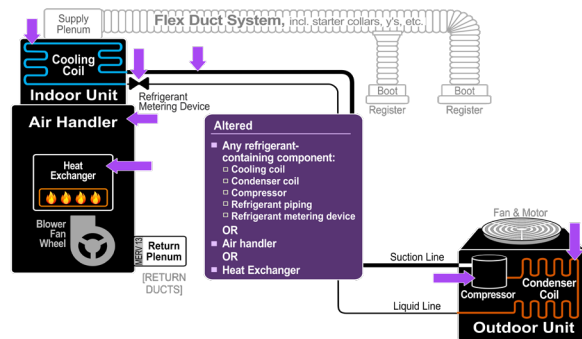 Supply
Plenum
Flex Duct System, incl. starter collars, y's, etc.
Cooling
Coil
Indoor Unit
Refrigerant
Metering Device
Boot
Register
Boot
Register
Air Handler
Heat
Exchanger
Blower
Fan
Wheel
MERV 13
Return
Plenum
[RETURN
DUCTS]
Altered
Any refrigerant-
containing component:
Cooling coil
Condenser coil
Compressor
Refrigerant piping
Refrigerant metering device
OR
Air handler
OR
Heat Exchanger
Fan & Motor
Suction Line
Liquid Line
Compressor
Condenser
Coil
Outdoor Unit